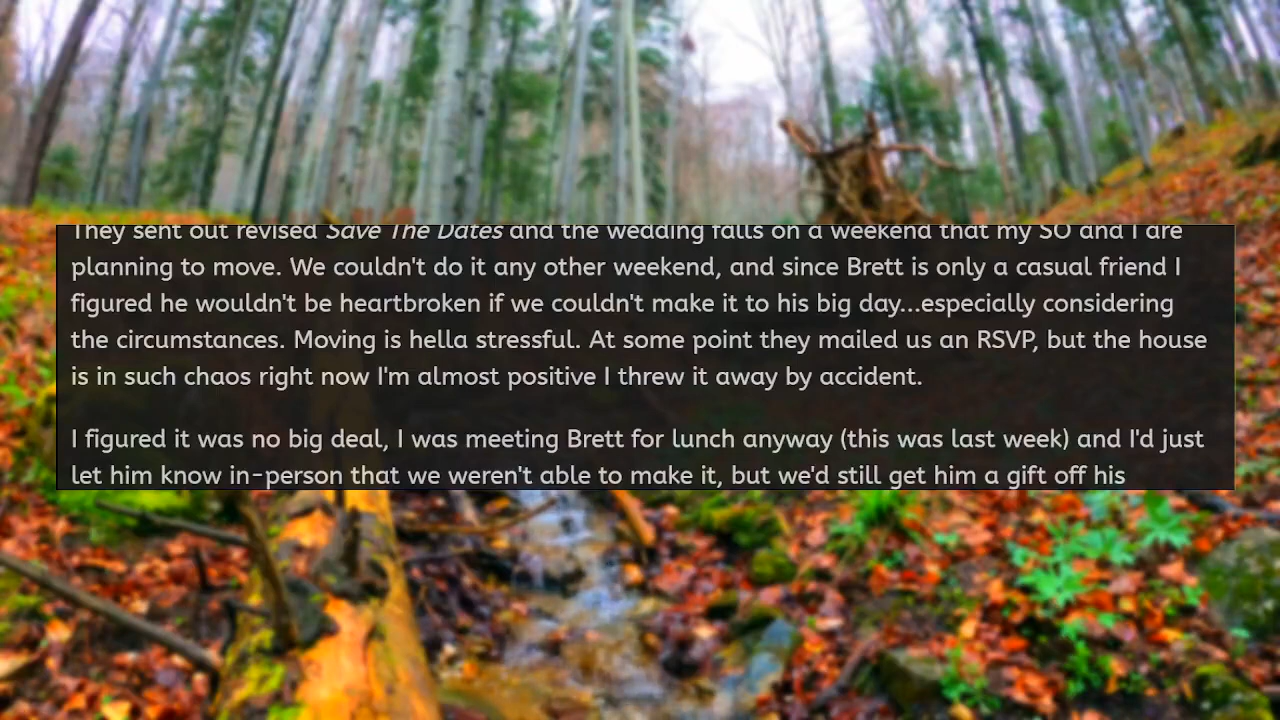 They sent out revised Save The Dates and the wedding falls on a weekend that my SO and I are
planning to move. We couldn't do it any other weekend, and since Brett is only a casual friend I
figured he wouldn't be heartbroken if we couldn't make it to his big day...especially considering
the circumstances. Moving is hella stressful. At some point they mailed us an RSVP, but the house
is in such chaos right now I'm almost positive I threw it away by accident.
I figured it was no big deal, I was meeting Brett for lunch anyway (this was last week) and I'd just
let him know in-person that we weren't able to make it, but we'd still get him a gift off his